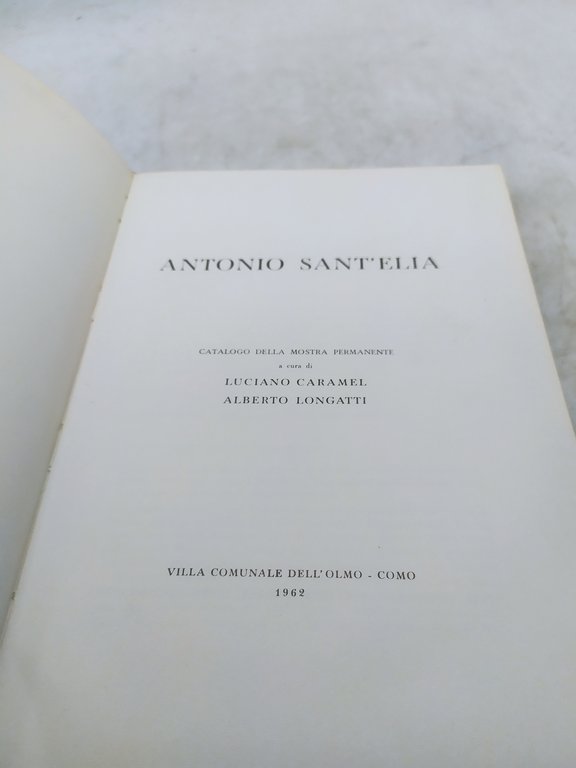 ANTONIO SANT'ELIA
CATALOGO DELLA MOSTRA PERMANENTE
a cura di
LUCIANO CARAMEL
ALBERTO LONGATTI
VILLA COMUNALE DELL'OLMO - COMO
1962